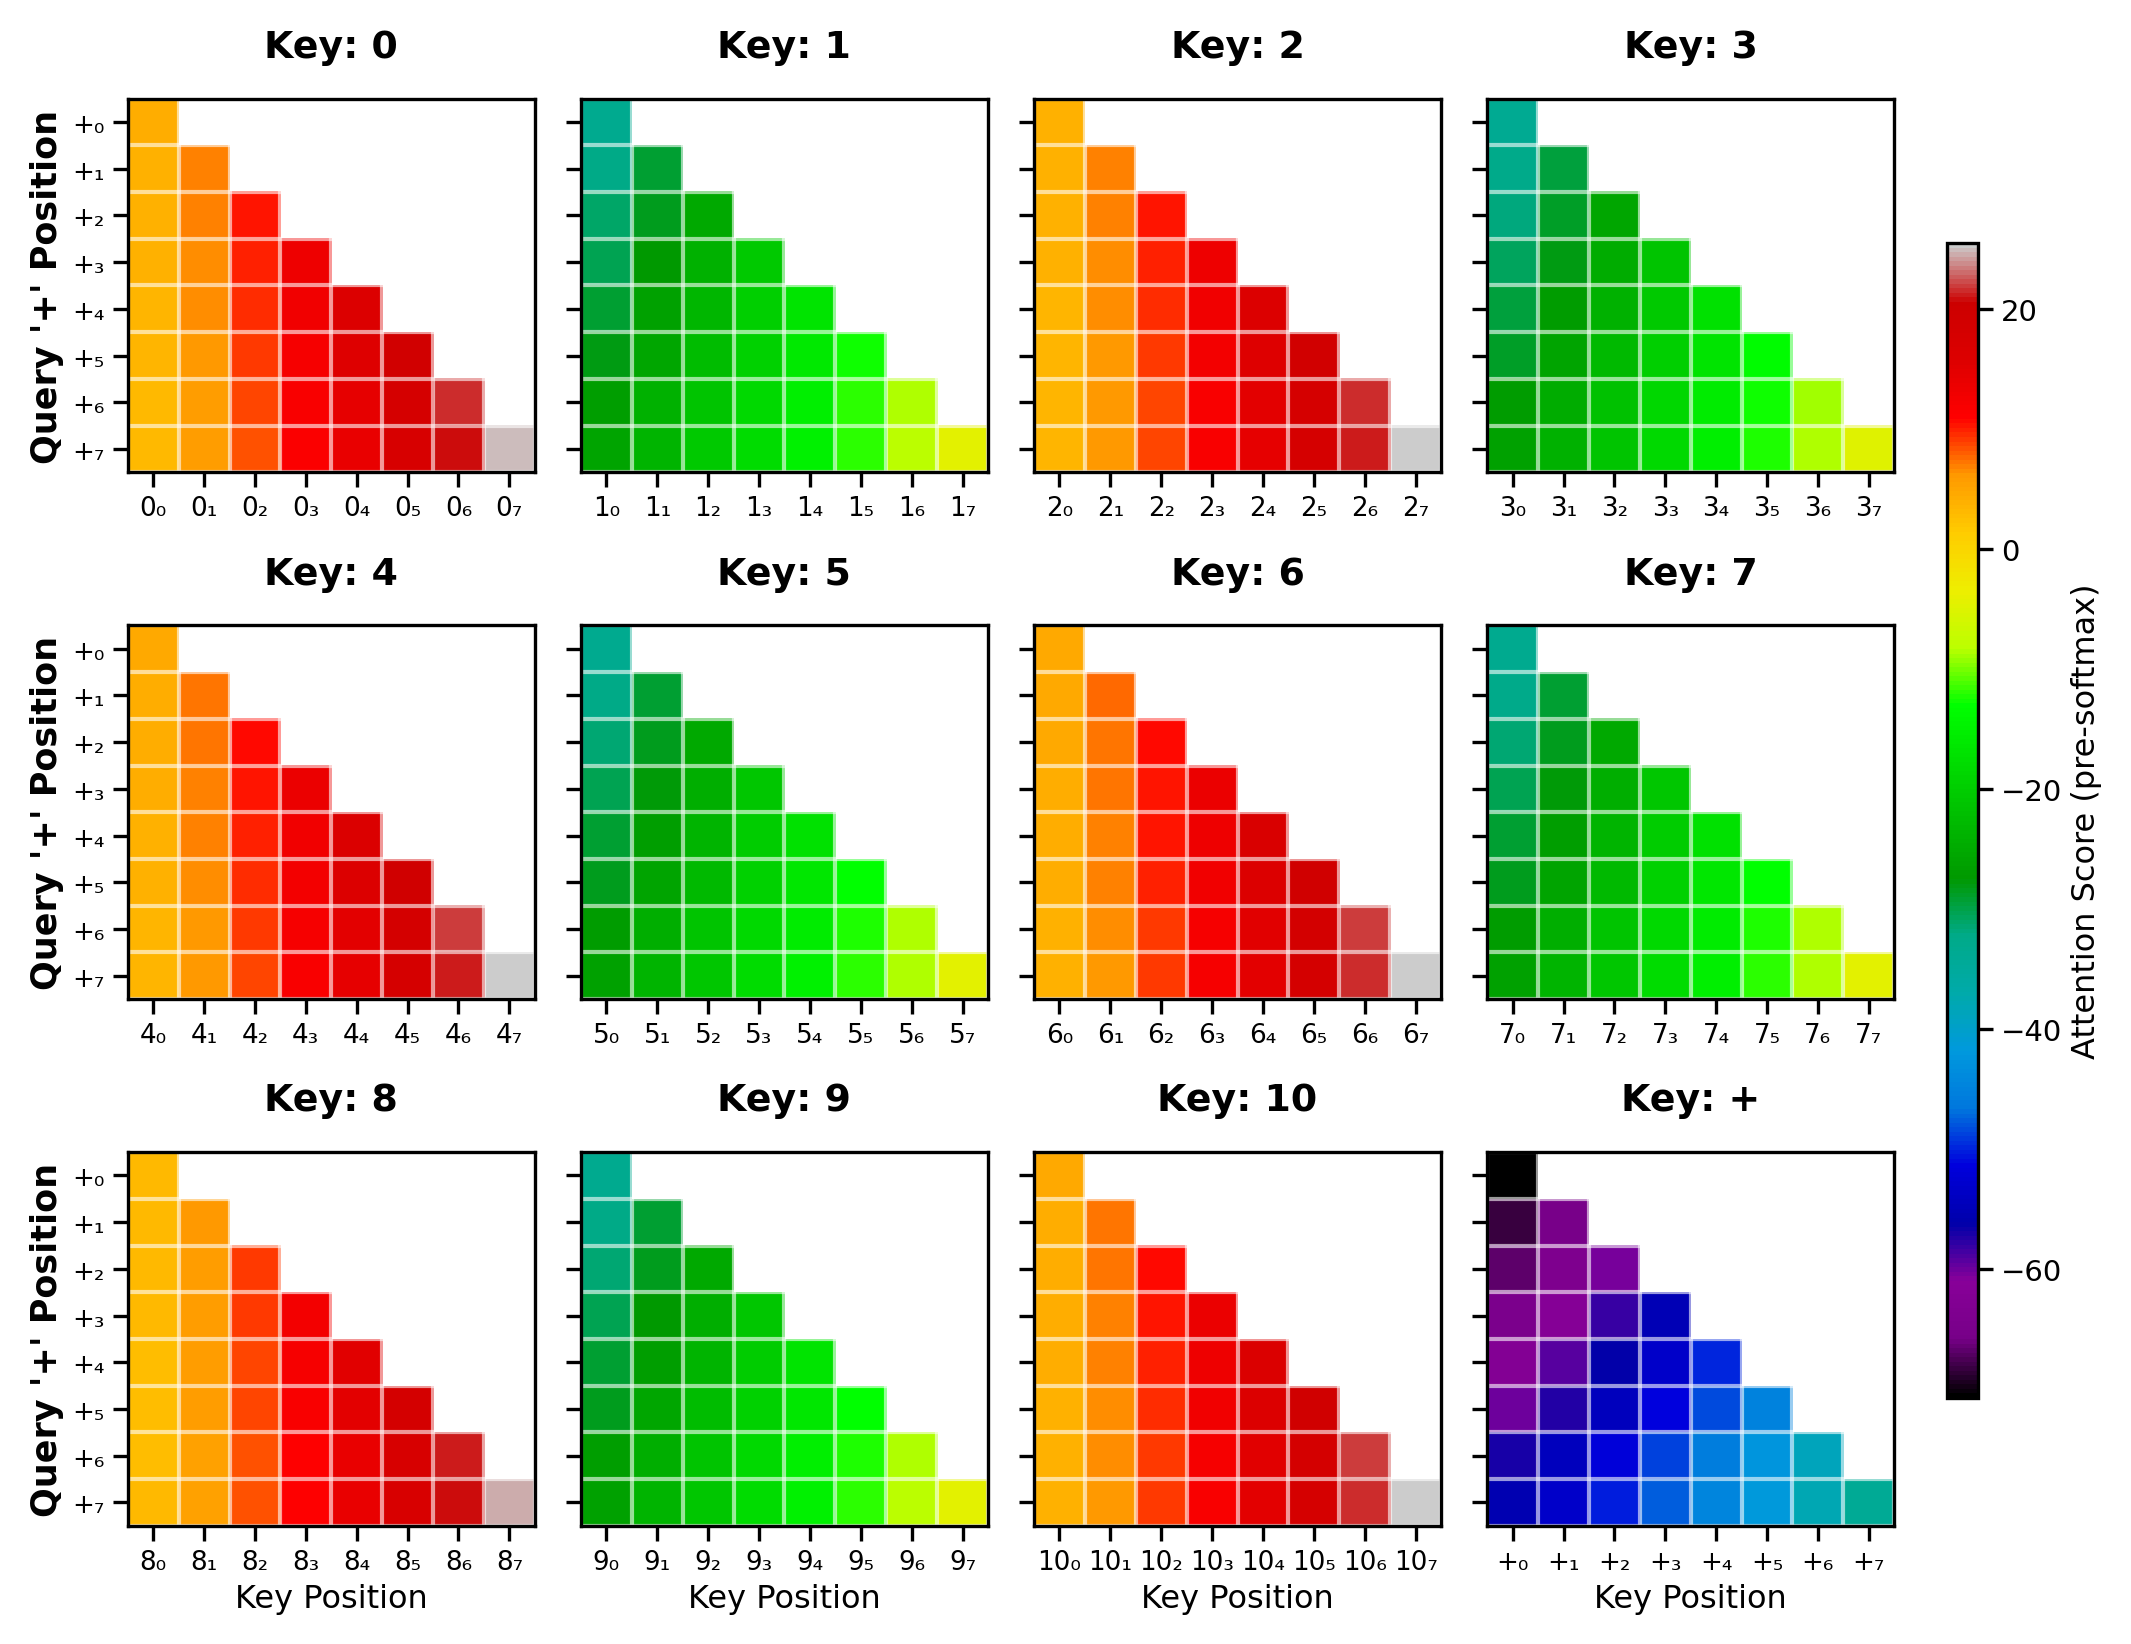 Key: 0 Key: 1 Key: 2 Key: 3
Query '+' Position
+₀
+₁
+₂
+₃
+₄
+₅
+₆
+₇
0₀ 0₁ 0₂ 0₃ 0₄ 0₅ 0₆ 0₇ 1₀ 1₁ 1₂ 1₃ 1₄ 1₅ 1₆ 1₇ 2₀ 2₁ 2₂ 2₃ 2₄ 2₅ 2₆ 2₇ 3₀ 3₁ 3₂ 3₃ 3₄ 3₅ 3₆ 3₇
Key: 4 Key: 5 Key: 6 Key: 7
Query '+' Position
+₀
+₁
+₂
+₃
+₄
+₅
+₆
+₇
4₀ 4₁ 4₂ 4₃ 4₄ 4₅ 4₆ 4₇ 5₀ 5₁ 5₂ 5₃ 5₄ 5₅ 5₆ 5₇ 6₀ 6₁ 6₂ 6₃ 6₄ 6₅ 6₆ 6₇ 7₀ 7₁ 7₂ 7₃ 7₄ 7₅ 7₆ 7₇
Key: 8 Key: 9 Key: 10 Key: +
Query '+' Position
+₀
+₁
+₂
+₃
+₄
+₅
+₆
+₇
8₀ 8₁ 8₂ 8₃ 8₄ 8₅ 8₆ 8₇ 9₀ 9₁ 9₂ 9₃ 9₄ 9₅ 9₆ 9₇ 10₀ 10₁ 10₂ 10₃ 10₄ 10₅ 10₆ 10₇ +₀ +₁ +₂ +₃ +₄ +₅ +₆ +₇
Key Position Key Position Key Position Key Position
20
0
−20
−40
−60
Attention Score (pre-softmax)